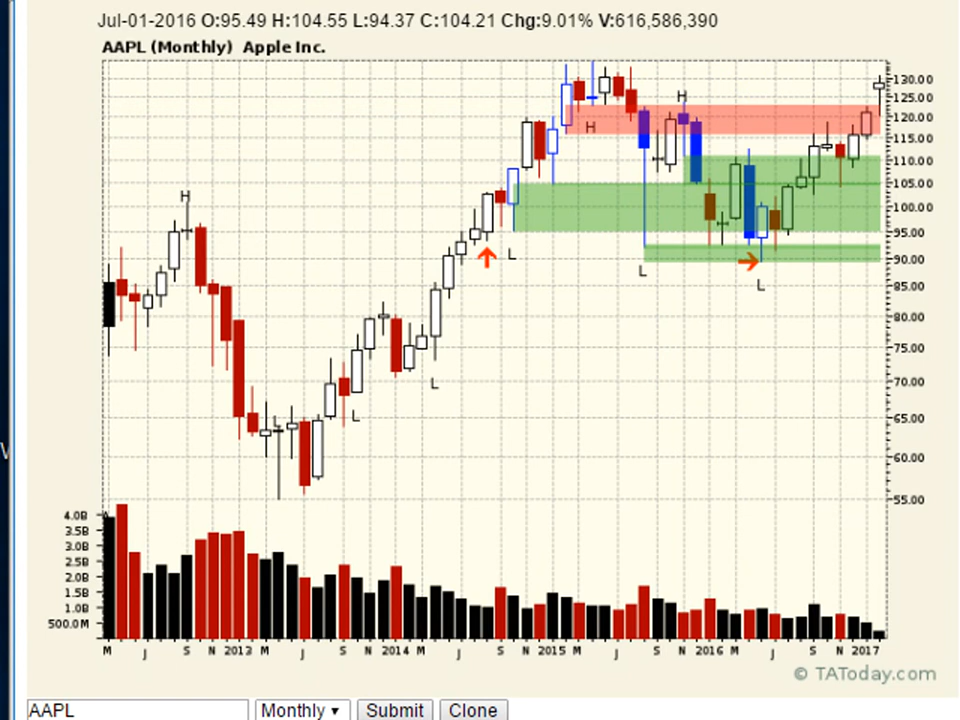 Jul-01-2016 O:95.49 H:104.55 L:94.37 C:104.21 Chg:9.01% V:616,586,390
AAPL (Monthly) Apple Inc.
130.00
125.00
120.00
115.00
110.00
105.00
100.00
95.00
90.00
85.00
80.00
75.00
70.00
65.00
60.00
55.00
H
H
H
L
L
L
L
L
L
4.0B
3.5B
3.0B
2.5B
2.0B
1.5B
1.0B
500.0M
M J S N 2013 M J S N 2014 M J S N 2015 M J S N 2016 M J S N 2017
© TAToday.com
AAPL Monthly Submit Clone